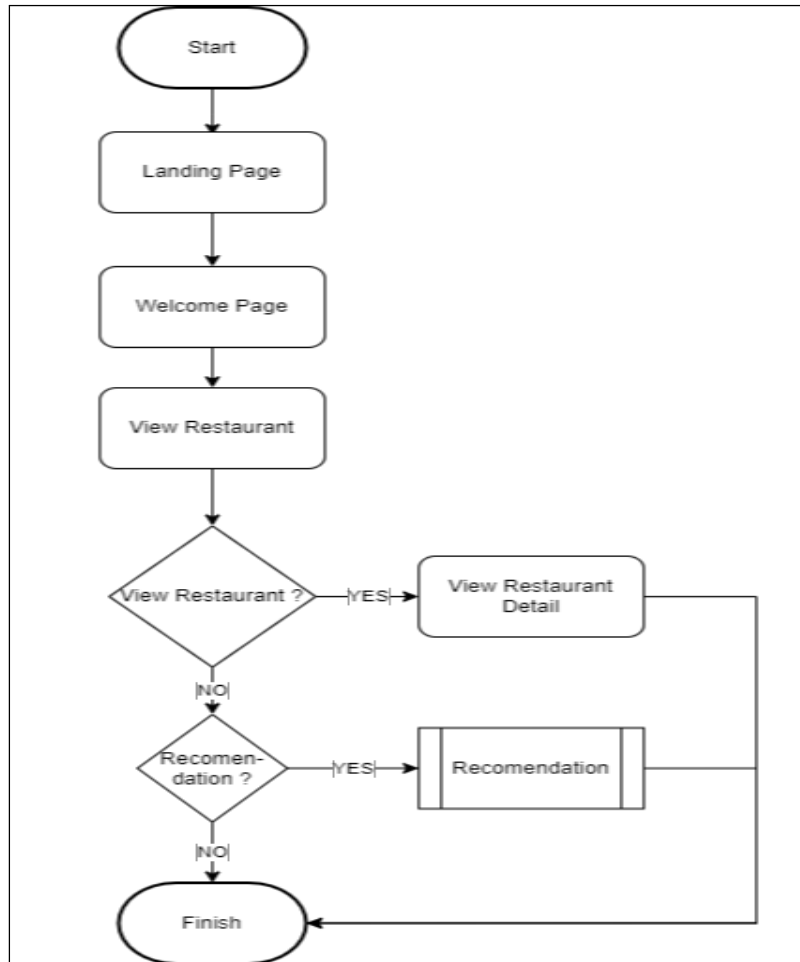 Start
Landing Page
Welcome Page
View Restaurant
View Restaurant ?
|YES|
View Restaurant
Detail
|NO|
Recomen-
dation ?
|YES|
Recomendation
|NO|
Finish